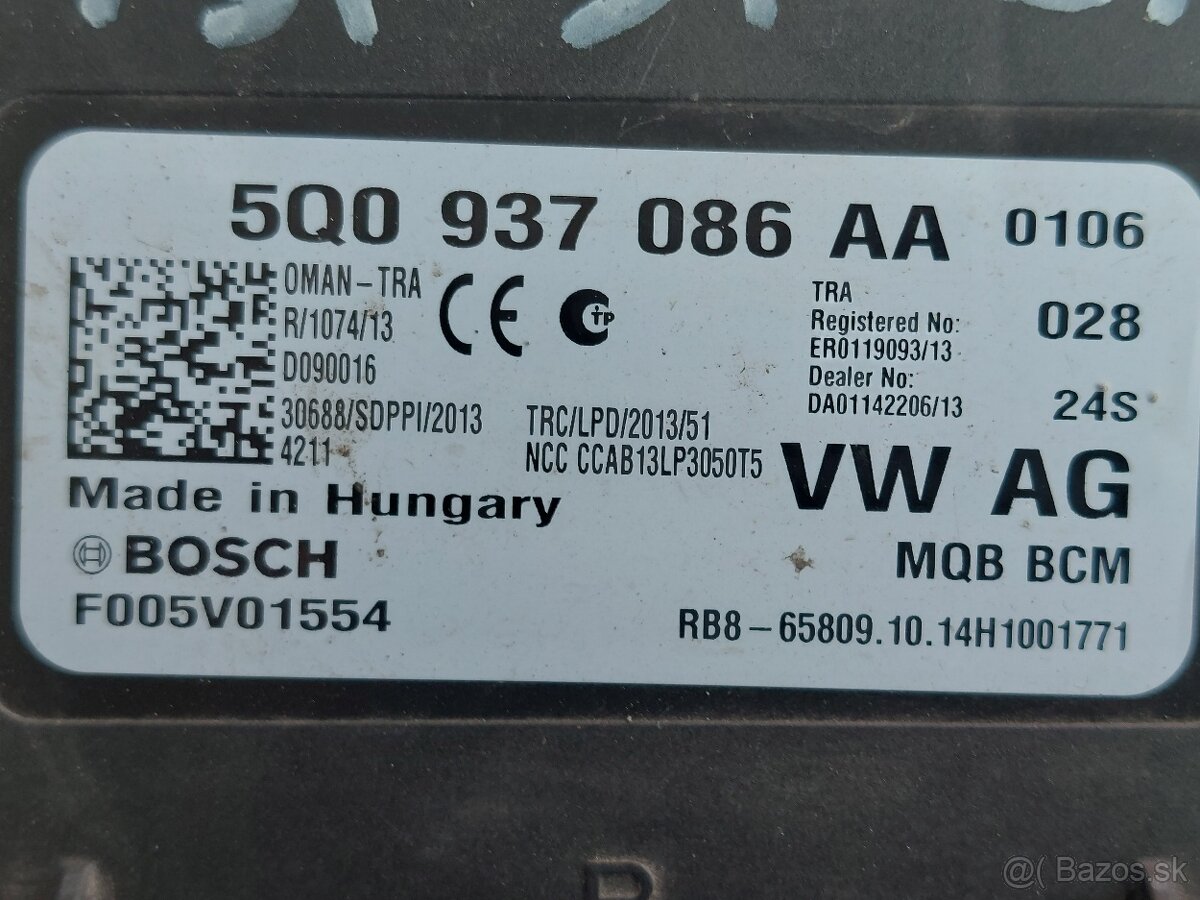 5Q0 937 086 AA 0106
OMAN-TRA
R/1074/13
D090016
30688/SDPPI/2013
4211
CE
TP
TRC/LPD/2013/51
NCC CCAB13LP3050T5
TRA
Registered No:
ER0119093/13
Dealer No:
DA01142206/13
028
24S
VW AG
MQB BCM
Made in Hungary
BOSCH
F005V01554
RB8-65809.10.14H1001771
@( Bazos.sk